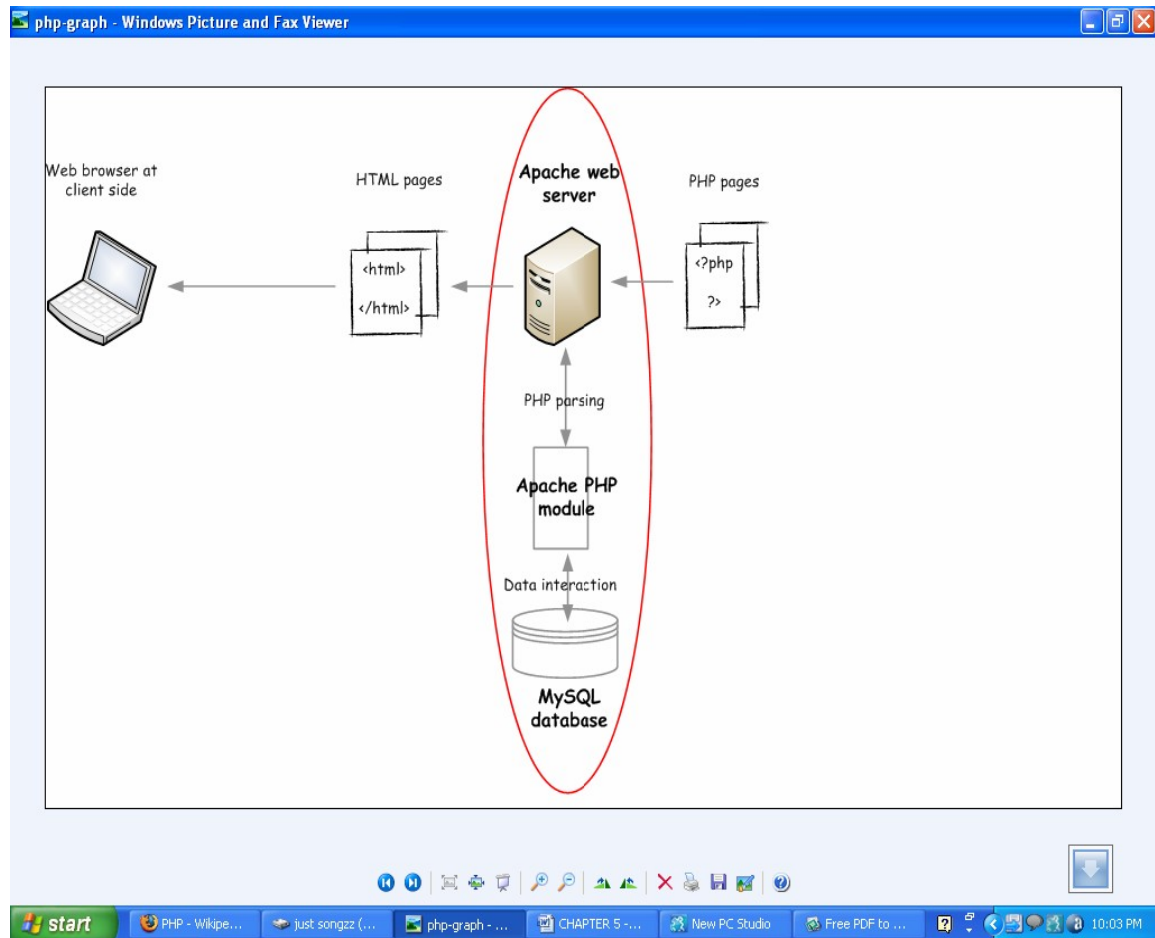 php-graph - Windows Picture and Fax Viewer
Web browser at
client side
HTML pages
Apache web
server
PHP pages
<html>
</html>
<?php
?>
PHP parsing
Apache PHP
module
Data interaction
MySQL
database
start
PHP - Wikipe...
just songzz (...
php-graph - ...
CHAPTER 5 -...
New PC Studio
Free PDF to ...
10:03 PM